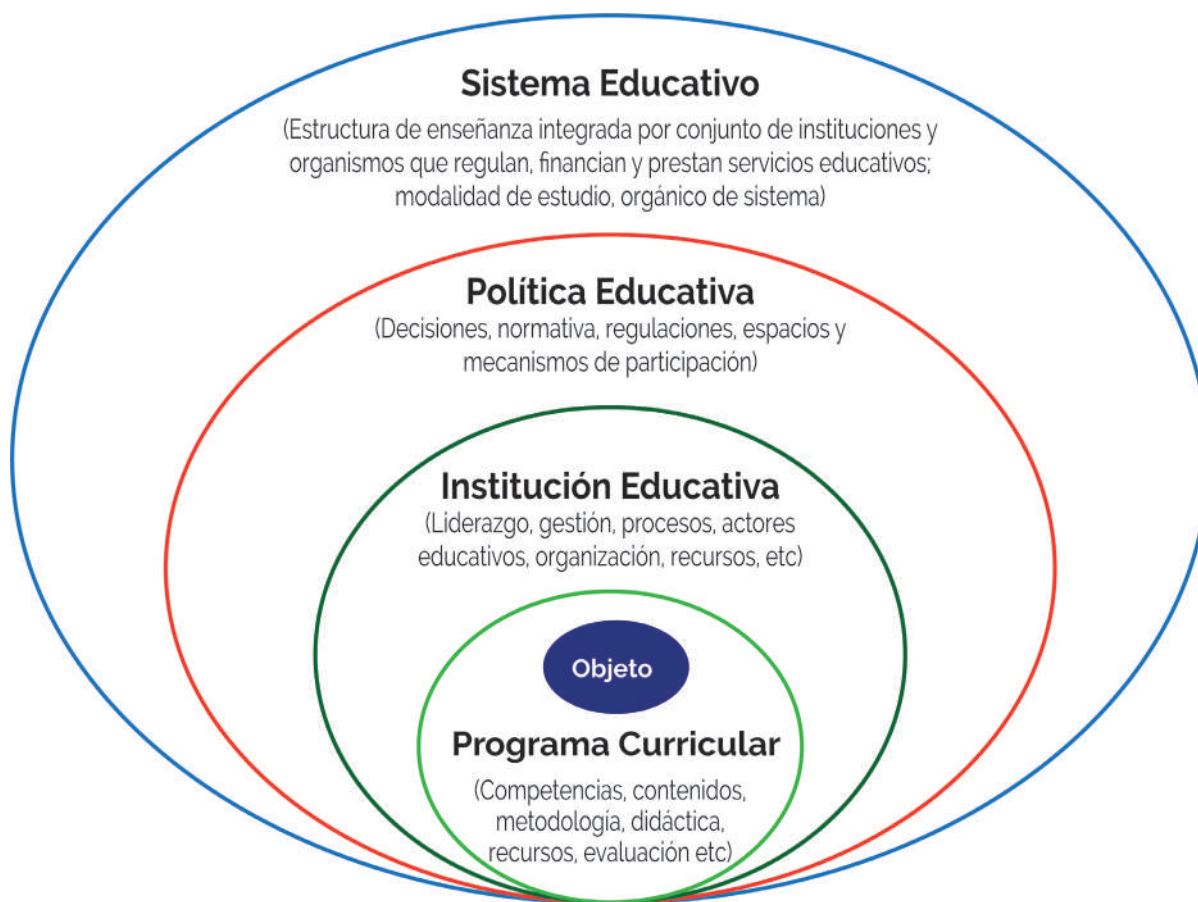 Sistema Educativo
(Estructura de enseñanza integrada por conjunto de instituciones y
organismos que regulan, financian y prestan servicios educativos;
modalidad de estudio, orgánico de sistema)
Política Educativa
(Decisiones, normativa, regulaciones, espacios y
mecanismos de participación)
Institución Educativa
(Liderazgo, gestión, procesos, actores
educativos, organización, recursos, etc)
Objeto
Programa Curricular
(Competencias, contenidos,
metodología, didáctica,
recursos, evaluación etc)